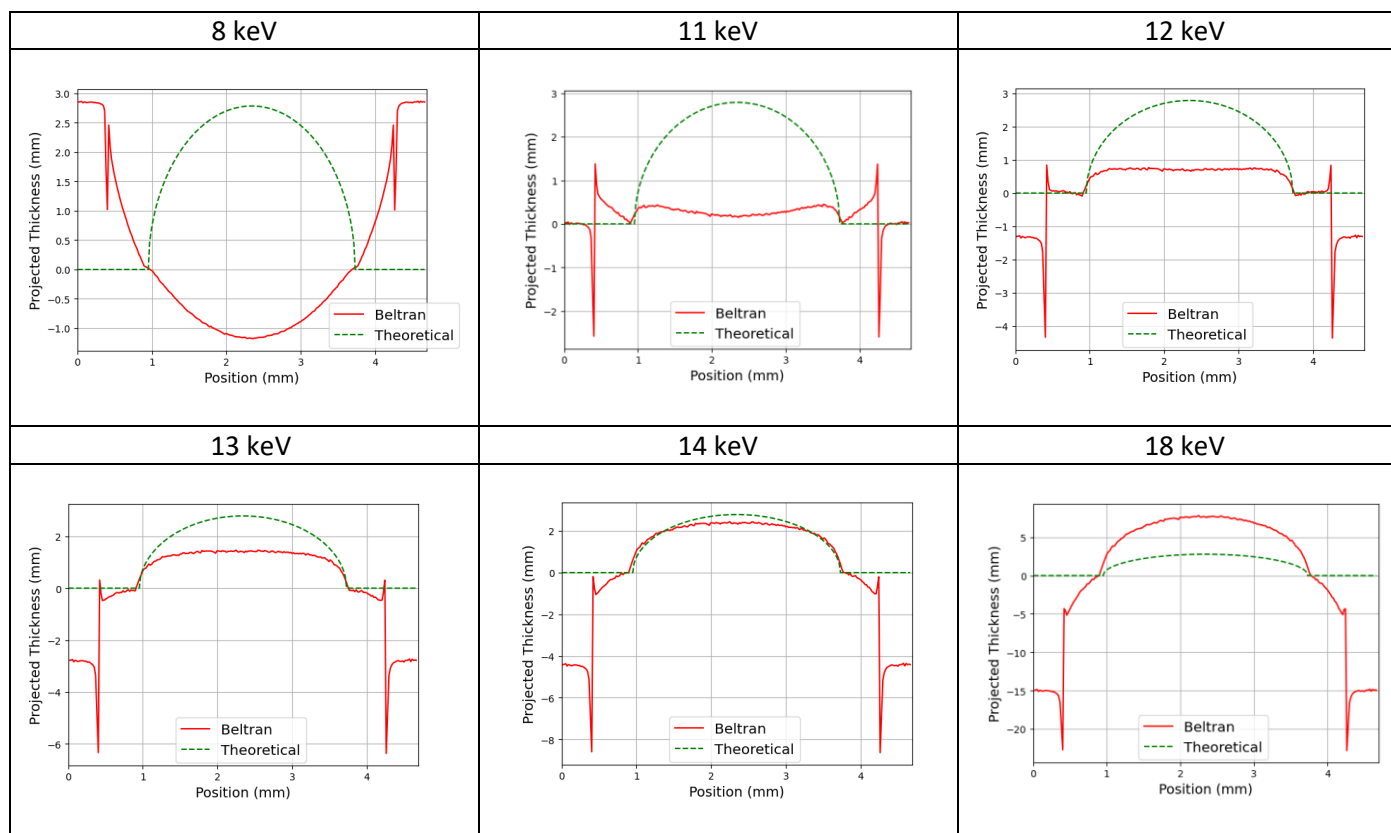 8 keV
11 keV
12 keV
Projected Thickness (mm)
3.0
2.5
2.0
1.5
1.0
0.5
0.0
−0.5
−1.0
Beltran
Theoretical
0
1
2
3
4
Position (mm)
Projected Thickness (mm)
3
2
1
0
−1
−2
Beltran
Theoretical
0
1
2
3
4
Position (mm)
Projected Thickness (mm)
3
2
1
0
−1
−2
−3
−4
Beltran
Theoretical
0
1
2
3
4
Position (mm)
13 keV
14 keV
18 keV
Projected Thickness (mm)
2
0
−2
−4
−6
Beltran
Theoretical
0
1
2
3
4
Position (mm)
Projected Thickness (mm)
2
0
−2
−4
−6
−8
Beltran
Theoretical
0
1
2
3
4
Position (mm)
Projected Thickness (mm)
5
0
−5
−10
−15
−20
Beltran
Theoretical
0
1
2
3
4
Position (mm)